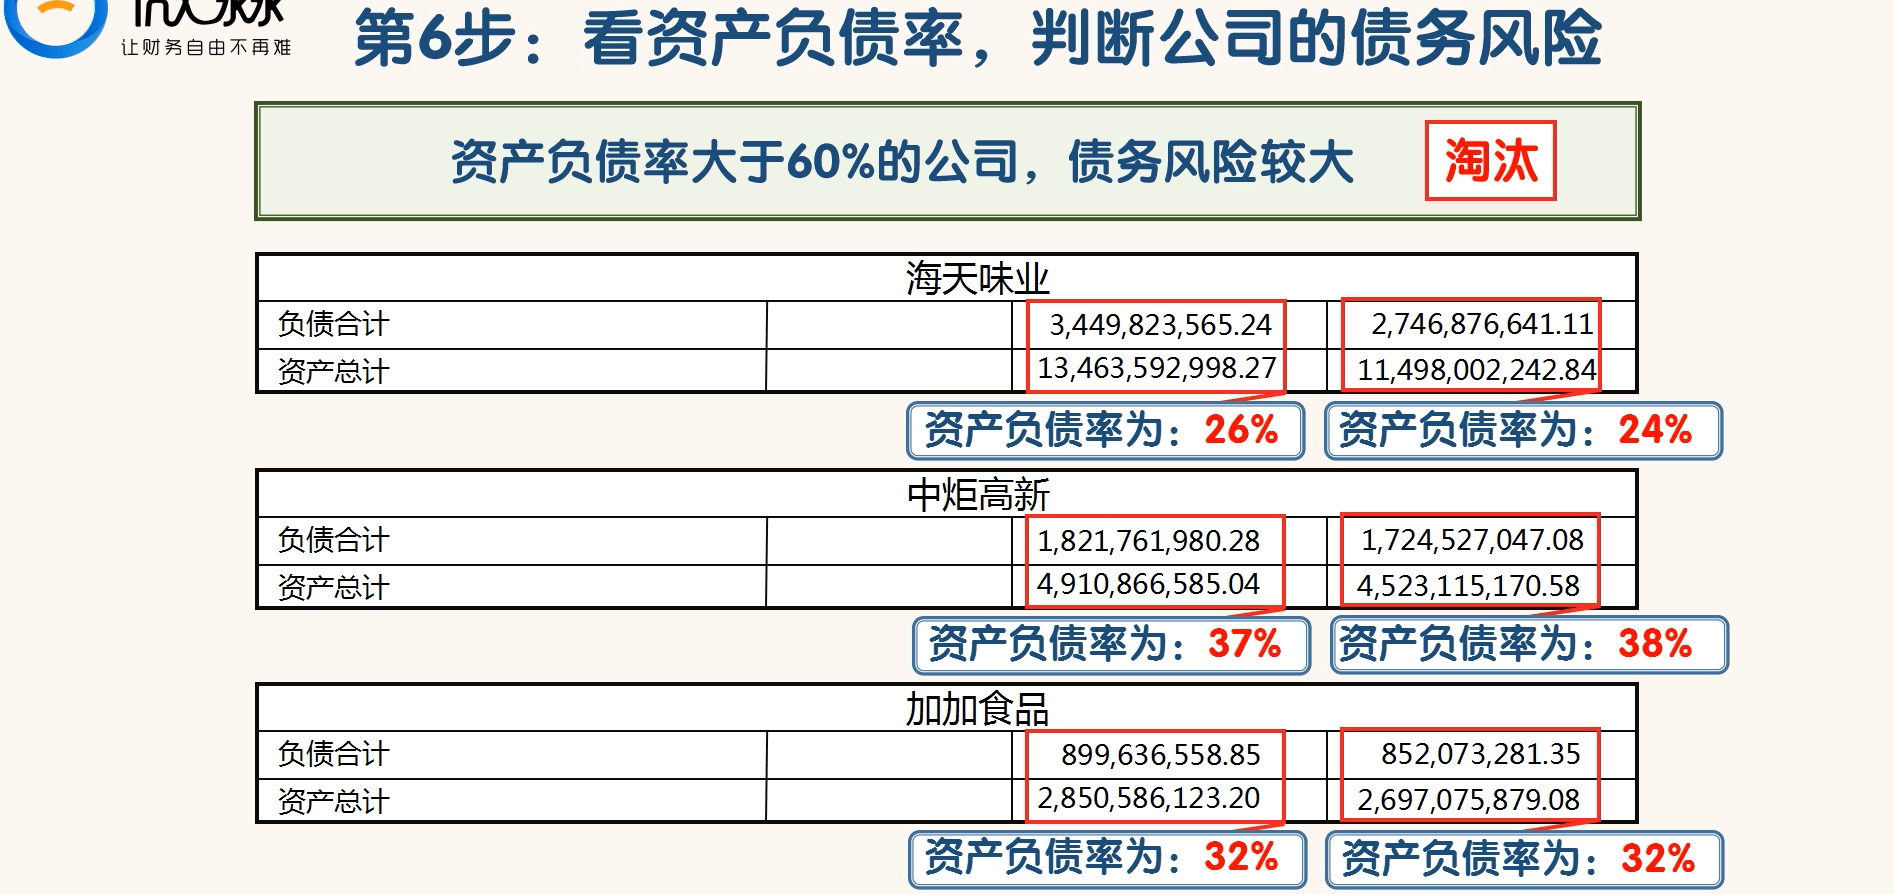 让财务自由不再难
第6步：看资产负债率，判断公司的债务风险
资产负债率大于60%的公司，债务风险较大 淘汰
海天味业
负债合计 3,449,823,565.24 2,746,876,641.11
资产总计 13,463,592,998.27 11,498,002,242.84
资产负债率为：26% 资产负债率为：24%
中炬高新
负债合计 1,821,761,980.28 1,724,527,047.08
资产总计 4,910,866,585.04 4,523,115,170.58
资产负债率为：37% 资产负债率为：38%
加加食品
负债合计 899,636,558.85 852,073,281.35
资产总计 2,850,586,123.20 2,697,075,879.08
资产负债率为：32% 资产负债率为：32%